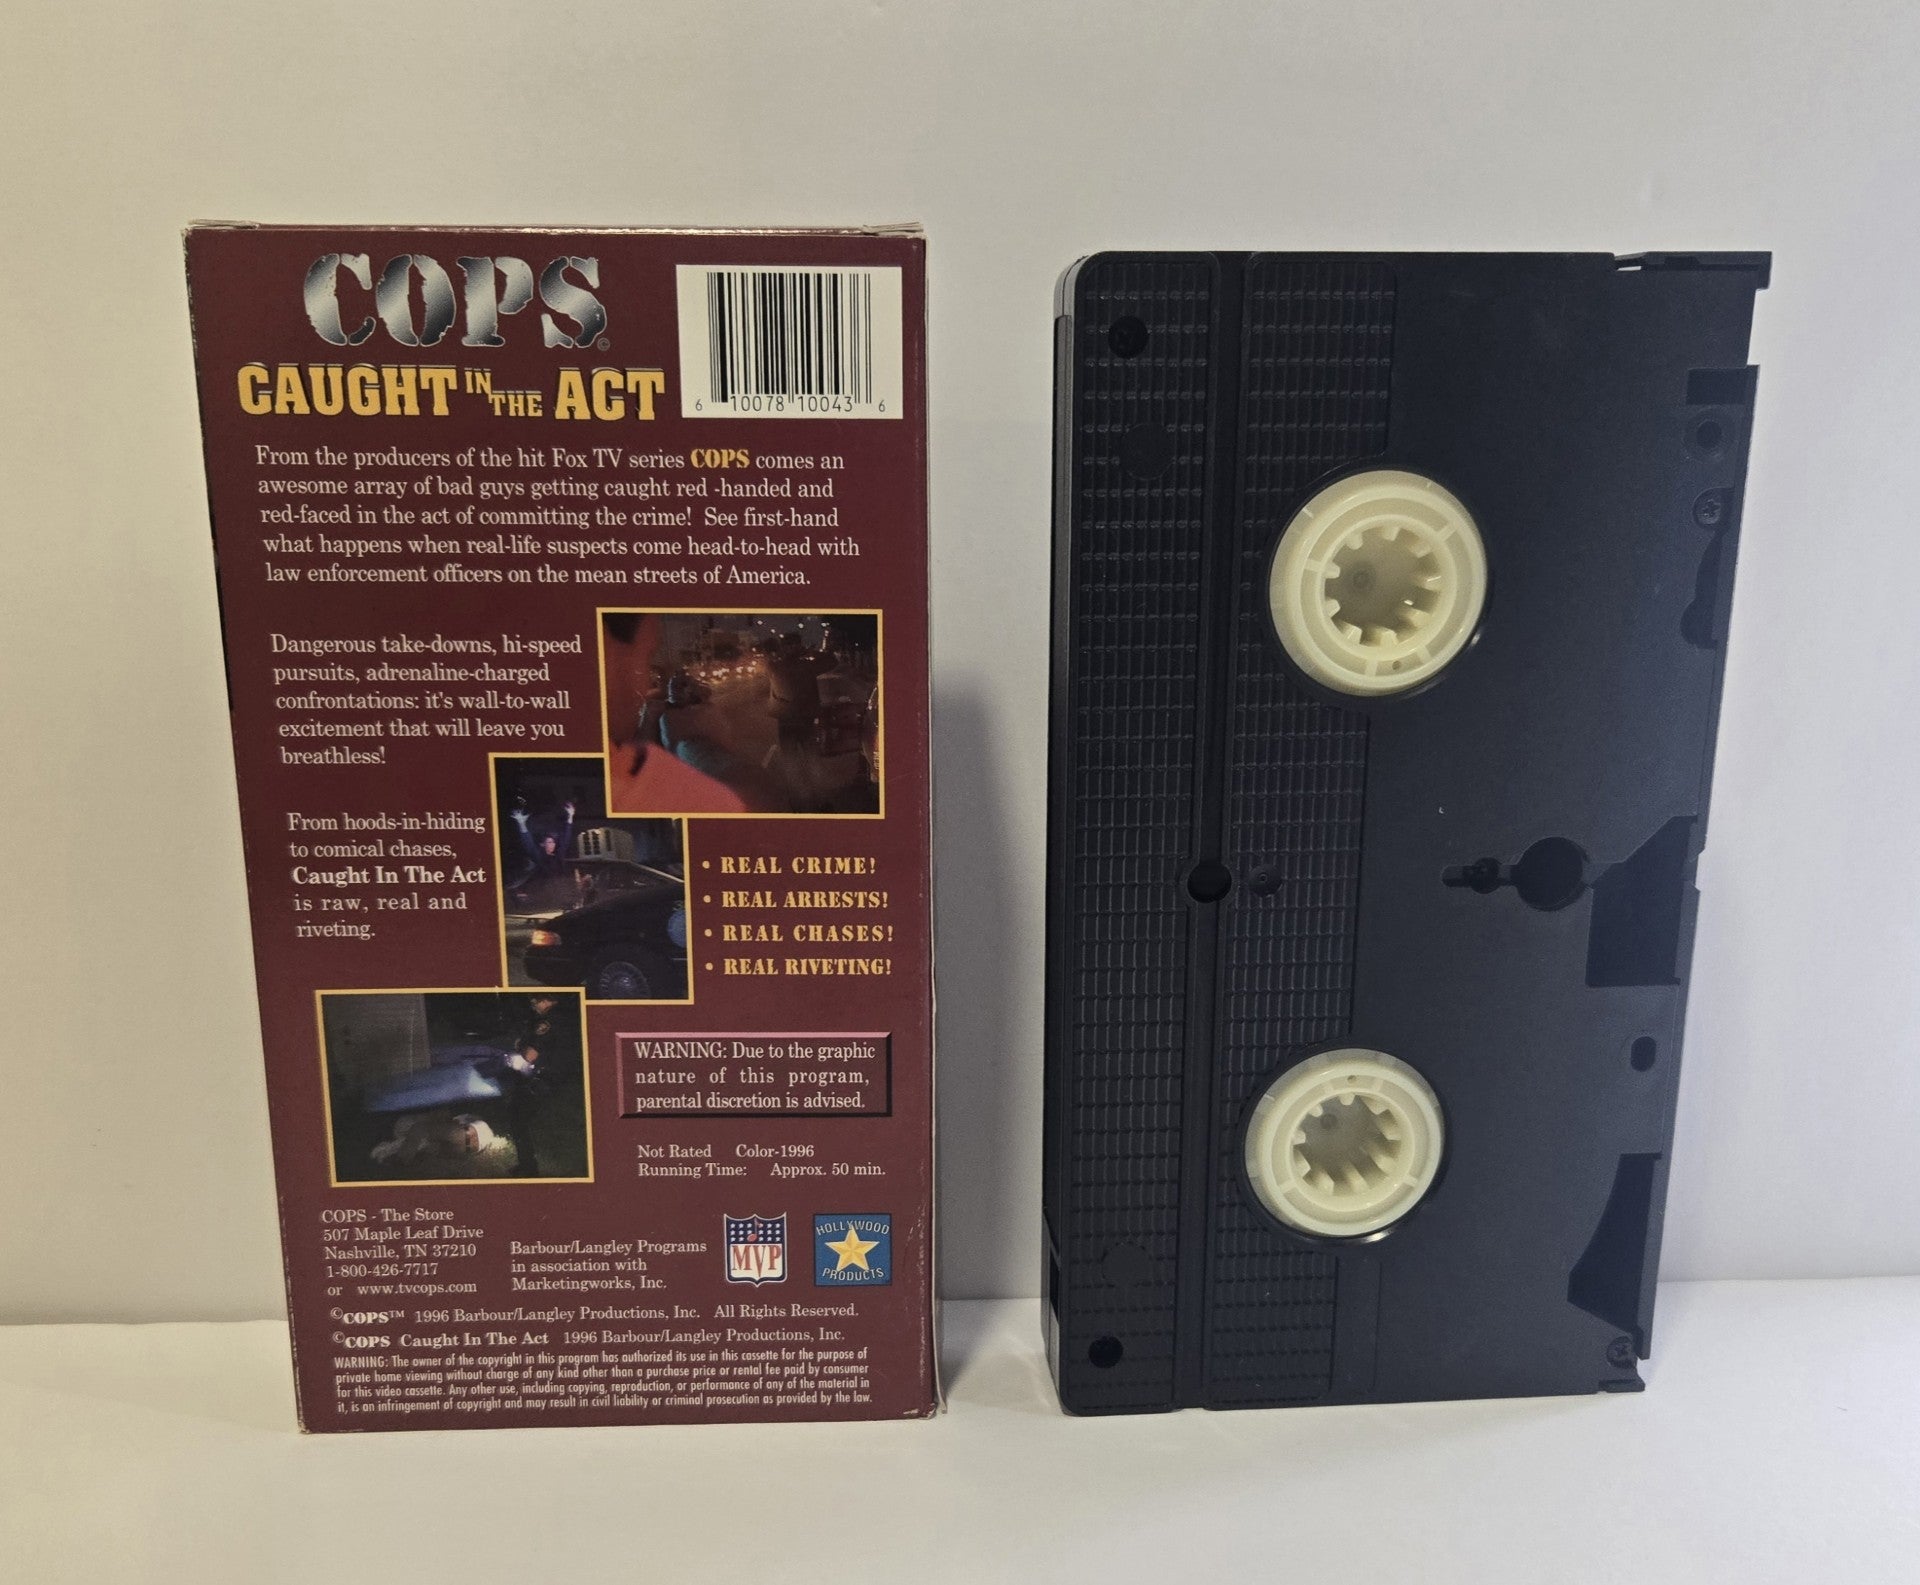 COPS
©
CAUGHT IN THE ACT
6 10078 10043 6
From the producers of the hit Fox TV series COPS comes an
awesome array of bad guys getting caught red -handed and
red-faced in the act of committing the crime! See first-hand
what happens when real-life suspects come head-to-head with
law enforcement officers on the mean streets of America.
Dangerous take-downs, hi-speed
pursuits, adrenaline-charged
confrontations: it's wall-to-wall
excitement that will leave you
breathless!
From hoods-in-hiding
to comical chases,
Caught In The Act
is raw, real and
riveting.
• REAL CRIME!
• REAL ARRESTS!
• REAL CHASES!
• REAL RIVETING!
WARNING: Due to the graphic
nature of this program,
parental discretion is advised.
Not Rated Color-1996
Running Time: Approx. 50 min.
COPS - The Store
507 Maple Leaf Drive
Nashville, TN 37210
1-800-426-7717
or www.tvcops.com
Barbour/Langley Programs
in association with
Marketingworks, Inc.
MVP
HOLLYWOOD
PRODUCTS
©COPS™ 1996 Barbour/Langley Productions, Inc. All Rights Reserved.
©COPS Caught In The Act 1996 Barbour/Langley Productions, Inc.
WARNING: The owner of the copyright in this program has authorized its use in this cassette for the purpose of
private home viewing without charge of any kind other than a purchase price or rental fee paid by consumer
for this video cassette. Any other use, including copying, reproduction, or performance of any of the material in
it, is an infringement of copyright and may result in civil liability or criminal prosecution as provided by the law.